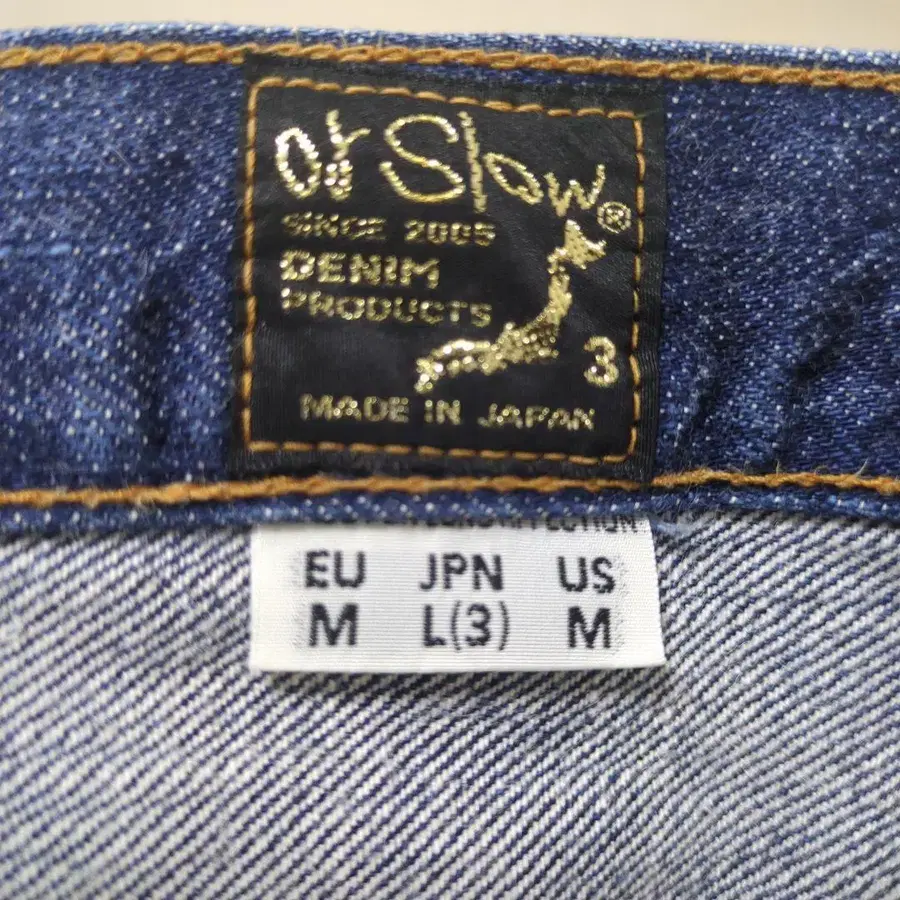 Or Slow®
SINCE 2005
DENIM
PRODUCTS
3
MADE IN JAPAN
EU JPN US
M L(3) M